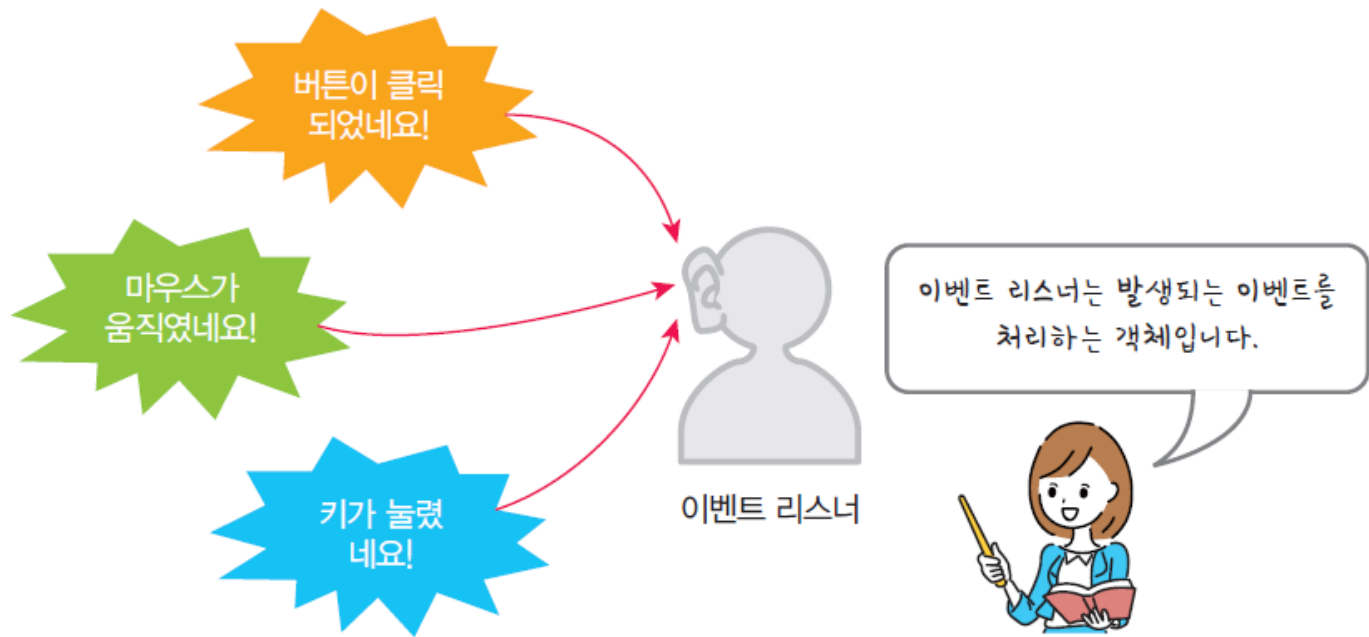 버튼이 클릭
되었네요!
마우스가
움직였네요!
키가 눌렸
네요!
이벤트 리스너
이벤트 리스너는 발생되는 이벤트를
처리하는 객체입니다.